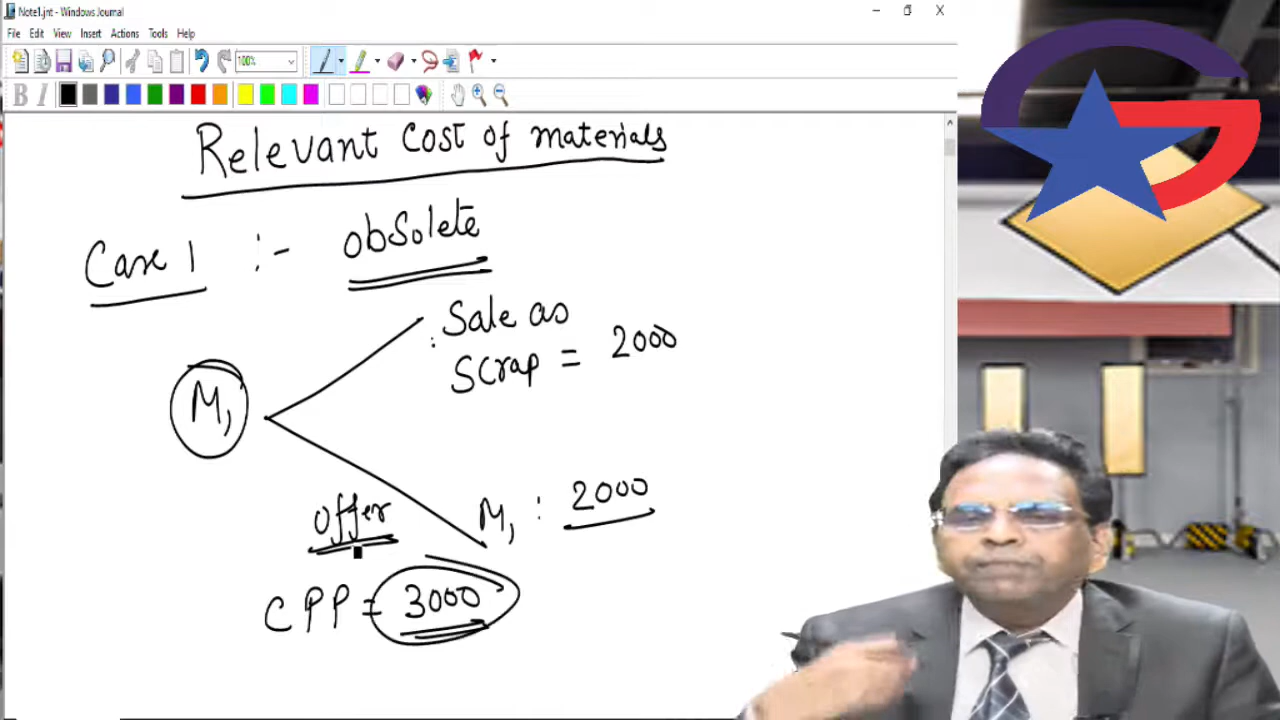 Note1.jnt - Windows Journal
File Edit View Insert Actions Tools Help
100%
B I
Relevant Cost of materials
Case 1 :- obsolete
Sale as
Scrap = 2000
M1
offer
M1 : 2000
CPP = 3000